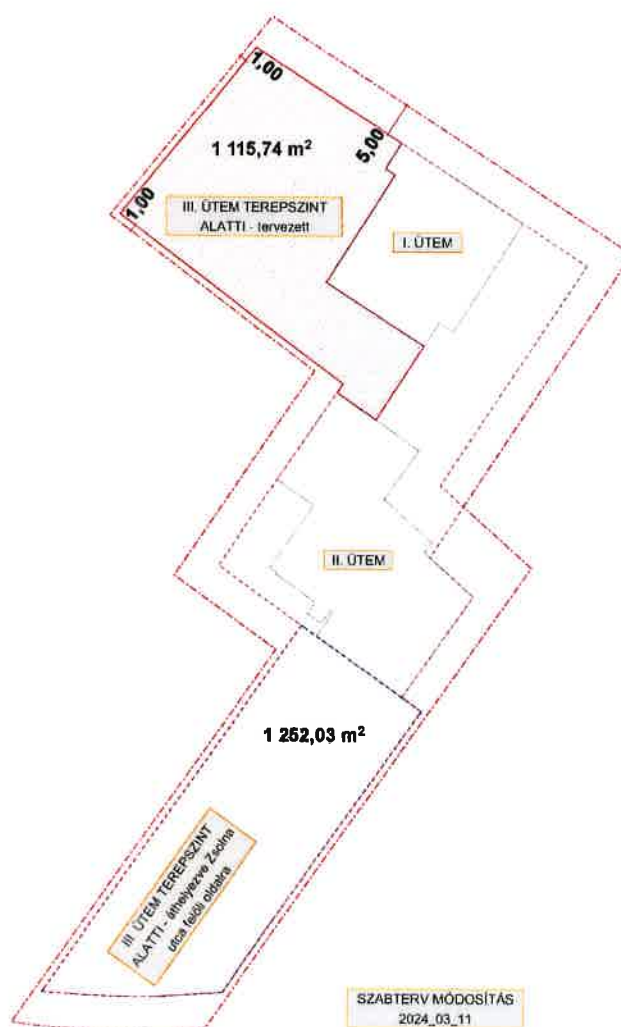 1,00
5,00
1 115,74 m²
1,00
III. ÜTEM TEREPSZINT
ALATTI - tervezett
I. ÜTEM
II. ÜTEM
1 252,03 m²
III. ÜTEM TEREPSZINT
ALATTI - áthelyezve Zsolna
utca felőli oldalra
SZABTERV MÓDOSÍTÁS
2024_03_11